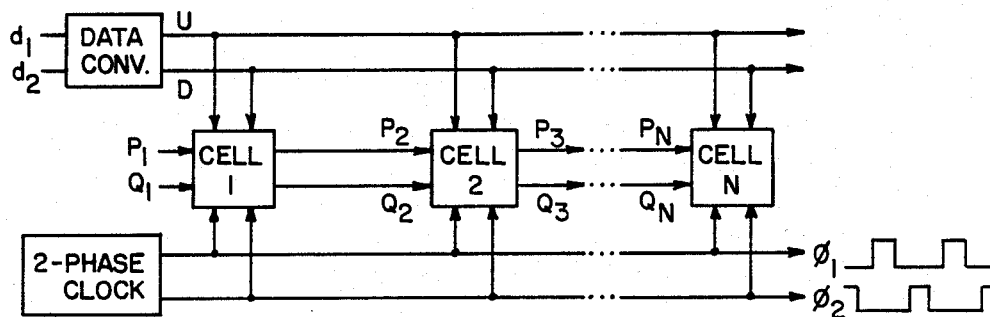 d1
d2
DATA
CONV.
U
D
P1
Q1
CELL
1
P2
Q2
CELL
2
P3
Q3
PN
QN
CELL
N
2-PHASE
CLOCK
Ø1
Ø2